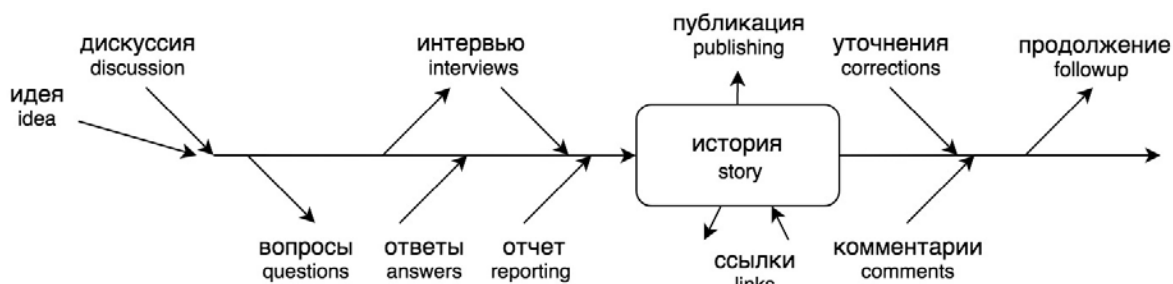 дискуссия
discussion
идея
idea
интервью
interviews
публикация
publishing
уточнения
corrections
продолжение
followup
история
story
вопросы
questions
ответы
answers
отчет
reporting
ссылки
links
комментарии
comments